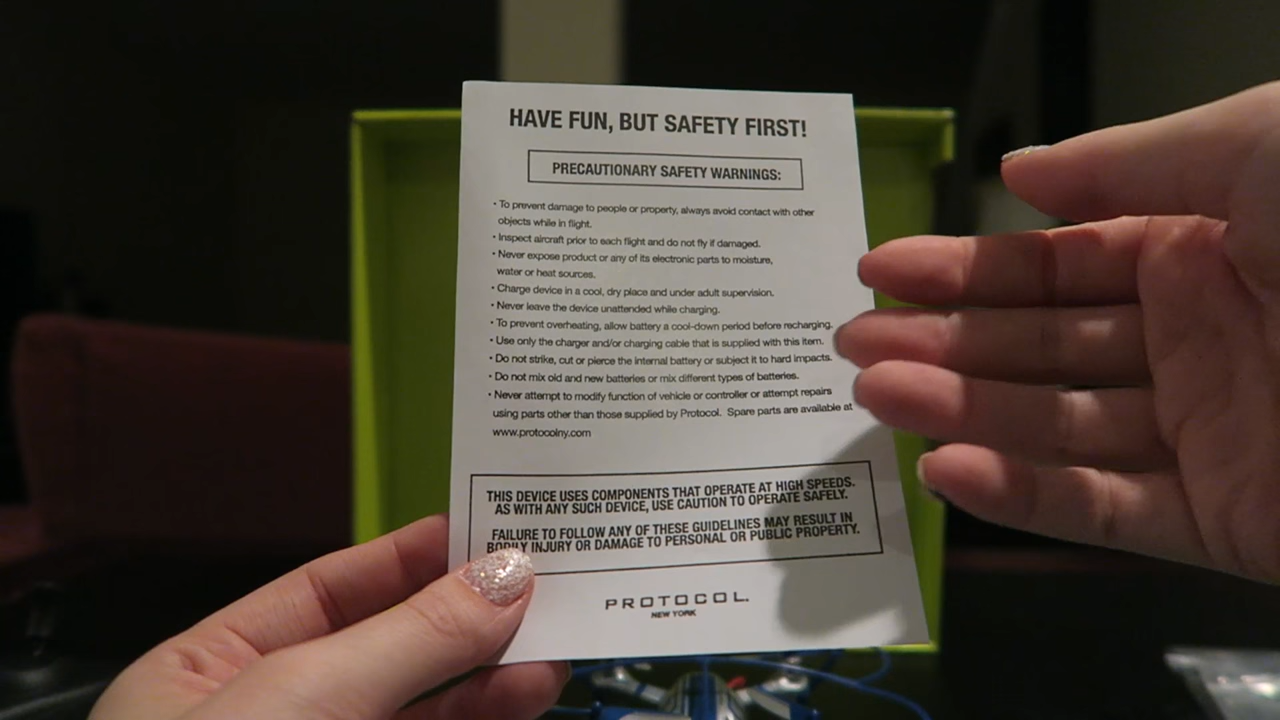 HAVE FUN, BUT SAFETY FIRST!
PRECAUTIONARY SAFETY WARNINGS:
• To prevent damage to people or property, always avoid contact with other
objects while in flight.
• Inspect aircraft prior to each flight and do not fly if damaged.
• Never expose product or any of its electronic parts to moisture,
water or heat sources.
• Charge device in a cool, dry place and under adult supervision.
• Never leave the device unattended while charging.
• To prevent overheating, allow battery a cool-down period before recharging.
• Use only the charger and/or charging cable that is supplied with this item.
• Do not strike, cut or pierce the internal battery or subject it to hard impacts.
• Do not mix old and new batteries or mix different types of batteries.
• Never attempt to modify function of vehicle or controller or attempt repairs
using parts other than those supplied by Protocol. Spare parts are available at
www.protocolny.com
THIS DEVICE USES COMPONENTS THAT OPERATE AT HIGH SPEEDS.
AS WITH ANY SUCH DEVICE, USE CAUTION TO OPERATE SAFELY.
FAILURE TO FOLLOW ANY OF THESE GUIDELINES MAY RESULT IN
BODILY INJURY OR DAMAGE TO PERSONAL OR PUBLIC PROPERTY.
PROTOCOL.
NEW YORK